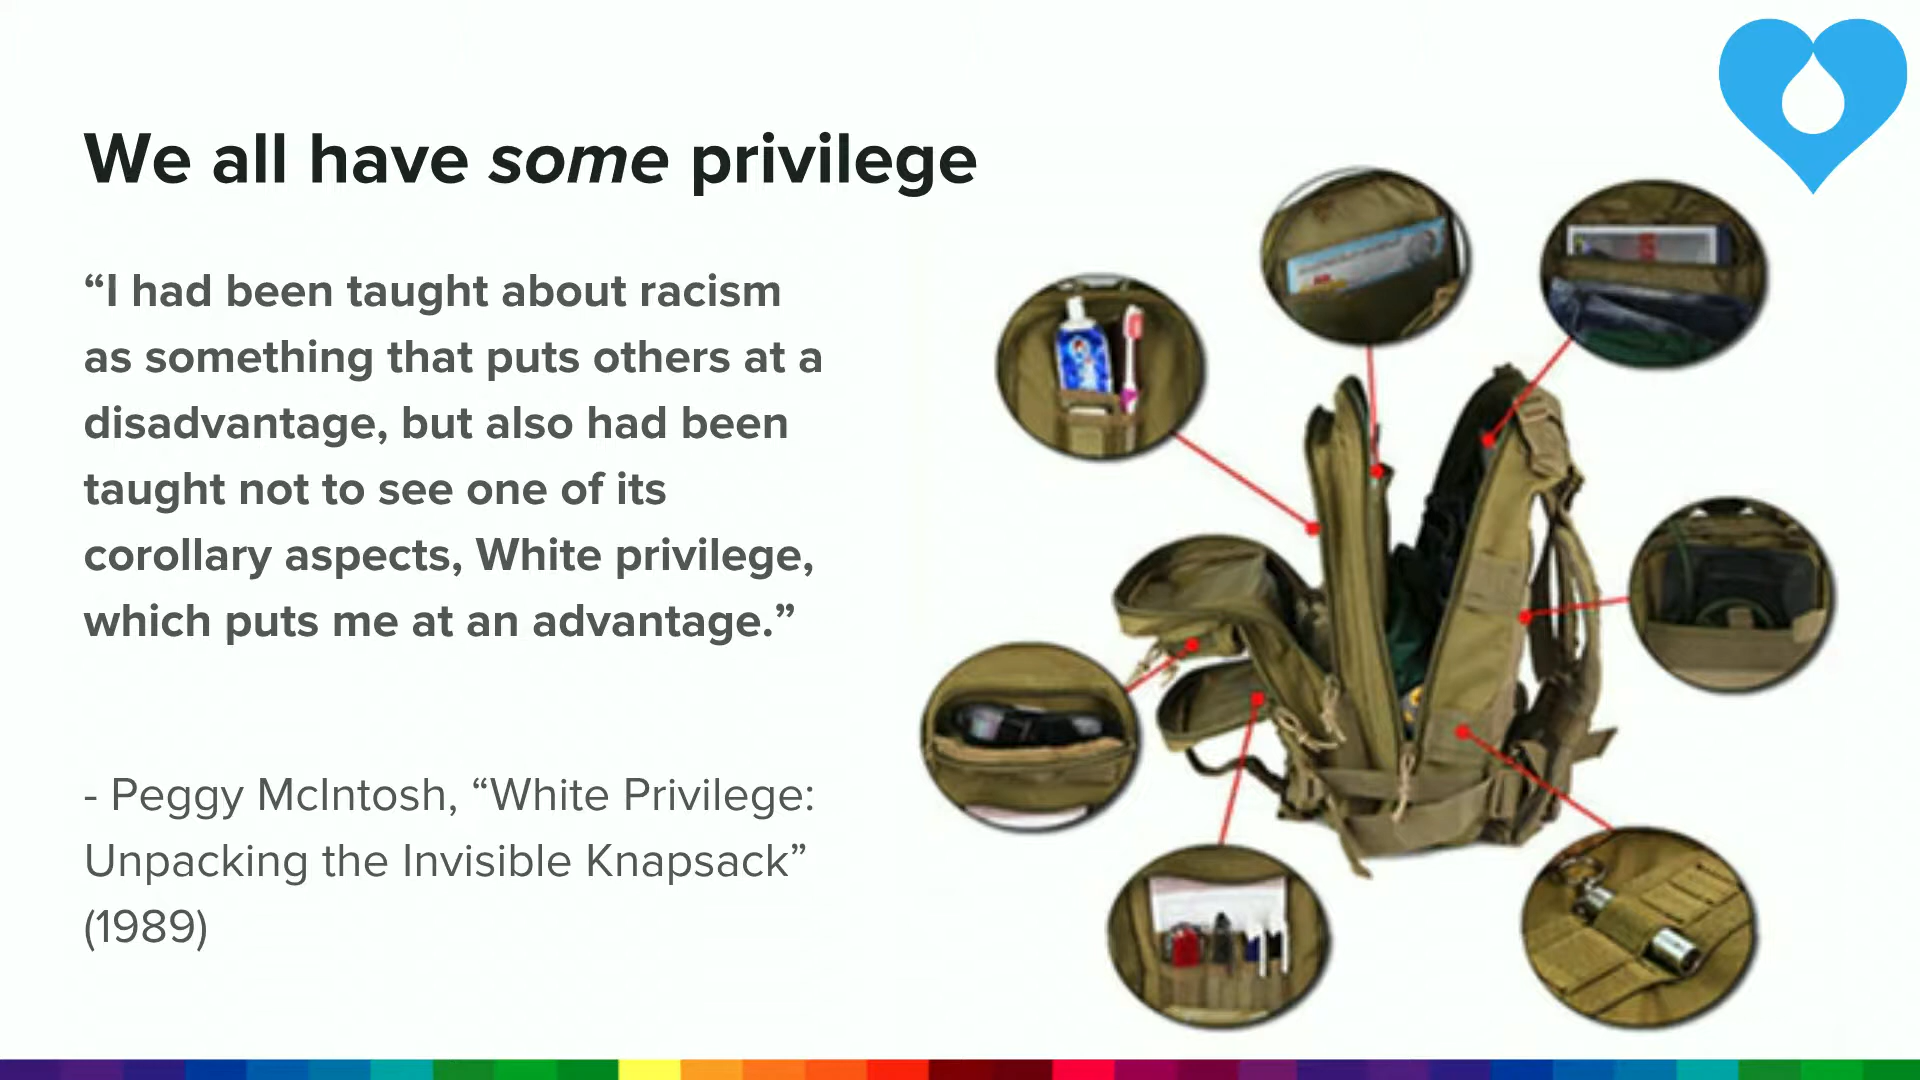 We all have some privilege
“I had been taught about racism
as something that puts others at a
disadvantage, but also had been
taught not to see one of its
corollary aspects, White privilege,
which puts me at an advantage.”
- Peggy McIntosh, “White Privilege:
Unpacking the Invisible Knapsack”
(1989)